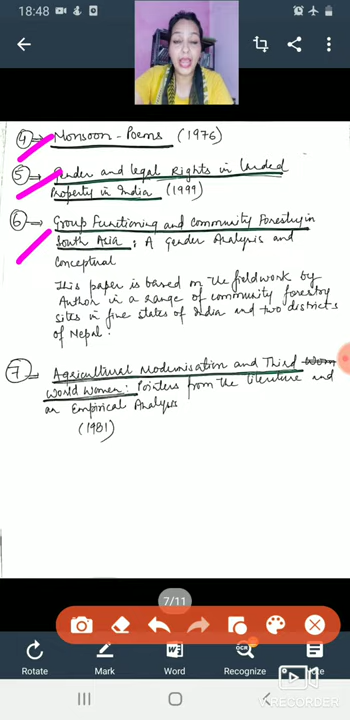 18:48
④→ Monsoon - Poems (1976)
⑤→ Gender and legal Rights in landed
Property in India (1999)
⑥→ Group Functioning and Community Forestry in
South Asia; A Gender Analysis and
Conceptual
This paper is based on the fieldwork by
Author in a range of community forestry
sites in five states of India and two districts
of Nepal.
⑦→ Agricultural Modernisation and Third
World Women: Pointers from the literature and
an Empirical Analysis
(1981)
7/11
OCR
Rotate Mark Word Recognize
VRECORDER